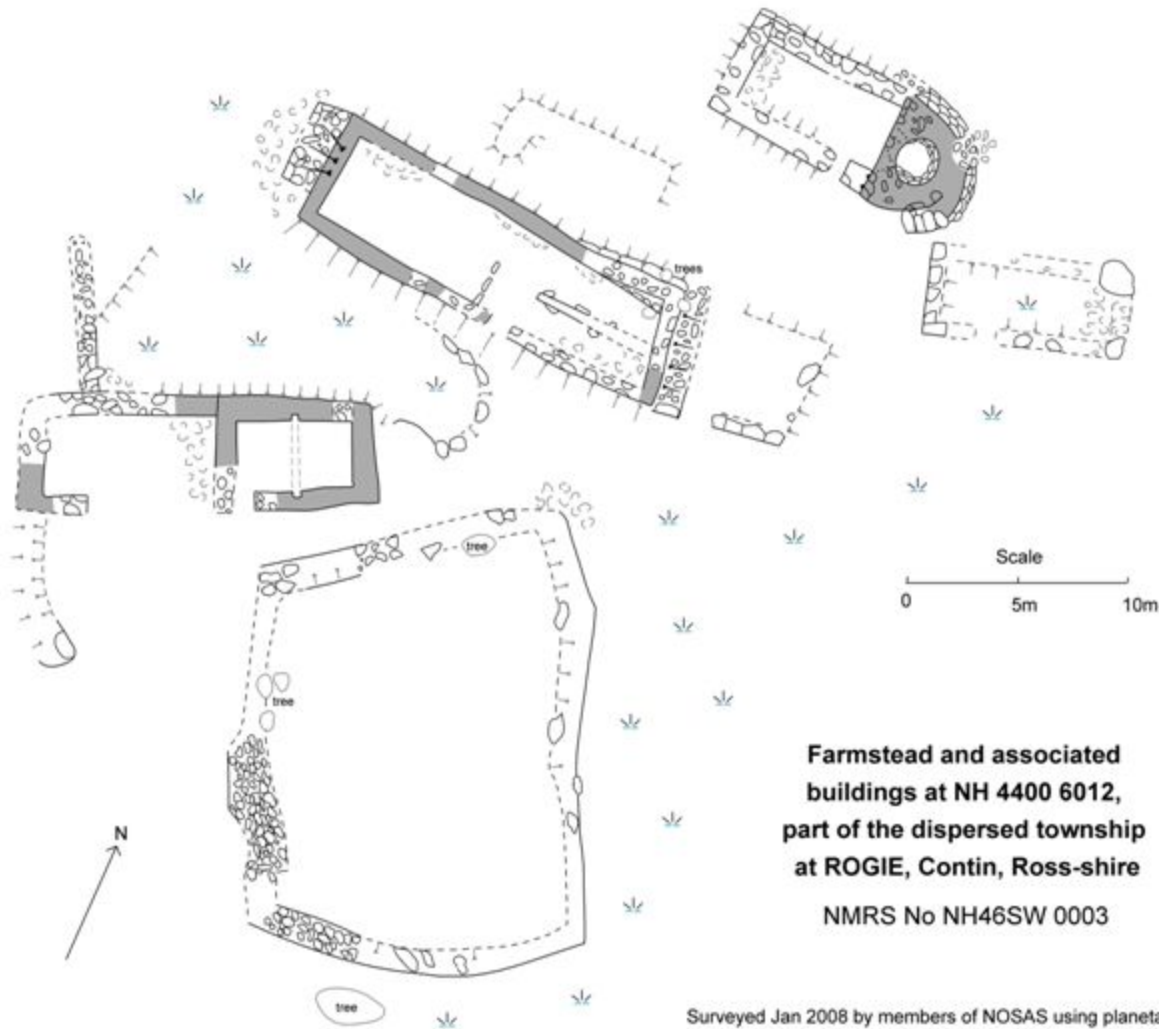 trees
tree
tree
Scale
0 5m 10m
N
Farmstead and associated
buildings at NH 4400 6012,
part of the dispersed township
at ROGIE, Contin, Ross-shire
NMRS No NH46SW 0003
tree
Surveyed Jan 2008 by members of NOSAS using